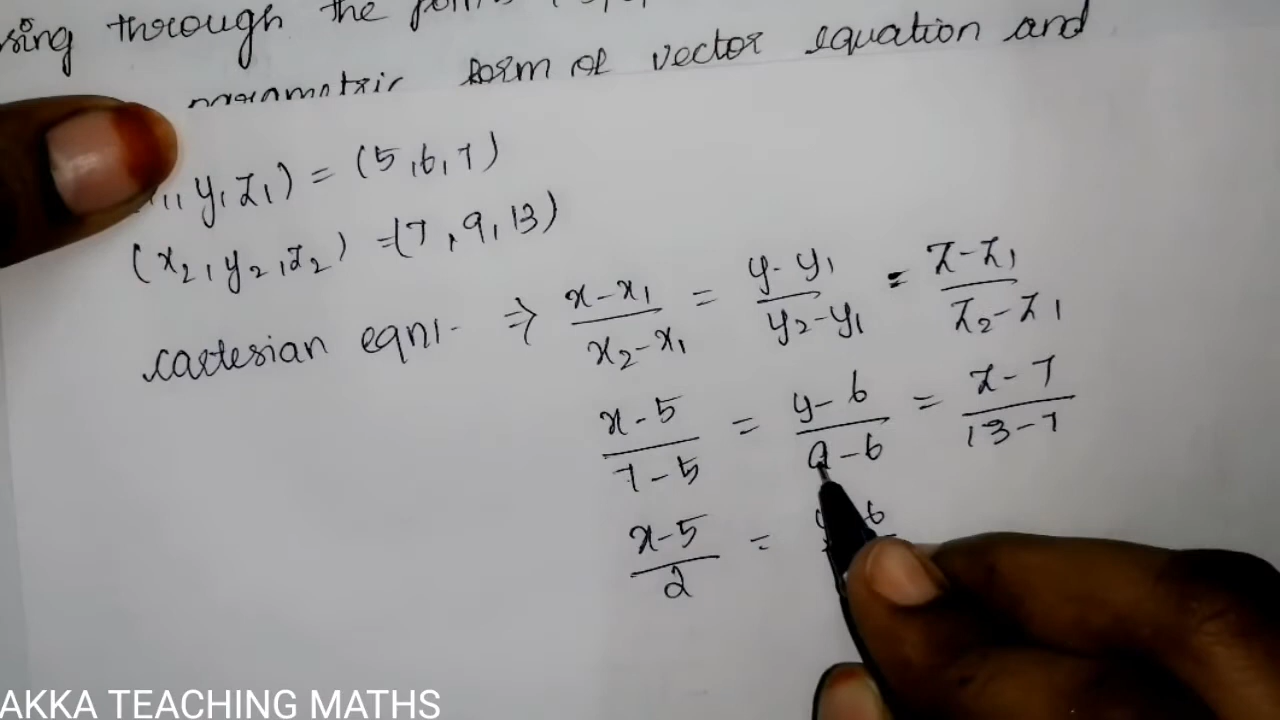 through the
form of vector equation and
y1, z1) = (5,6,7)
(x2, y2, z2) = (7, 9, 13)
cartesian eqn:- ⇒ x-x1/x2-x1 = y-y1/y2-y1 = z-z1/z2-z1
x-5/7-5 = y-6/9-6 = z-7/13-7
x-5/2 =
AKKA TEACHING MATHS